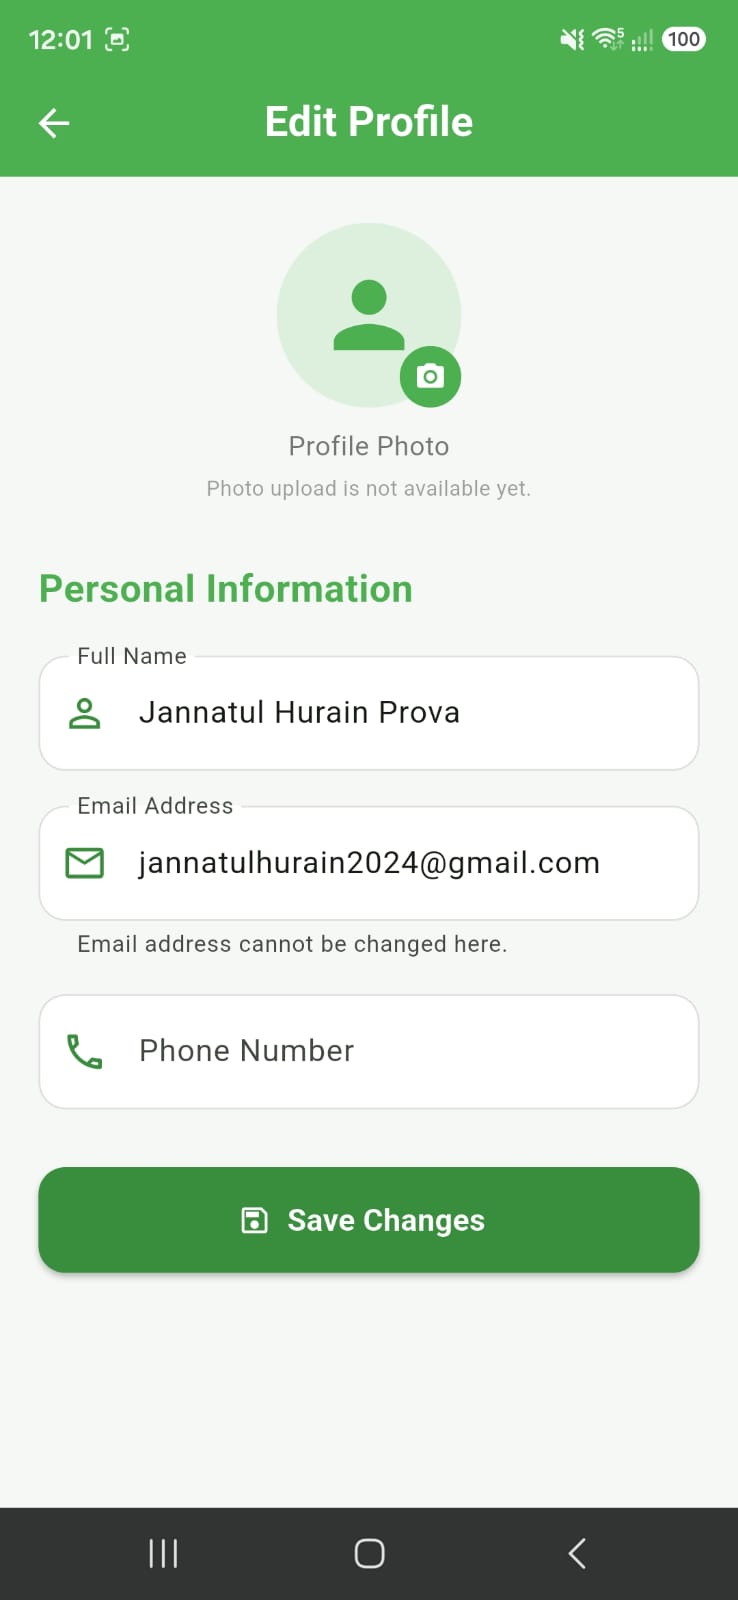 12:01
5
100
Edit Profile
Profile Photo
Photo upload is not available yet.
Personal Information
Full Name
Jannatul Hurain Prova
Email Address
jannatulhurain2024@gmail.com
Email address cannot be changed here.
Phone Number
Save Changes